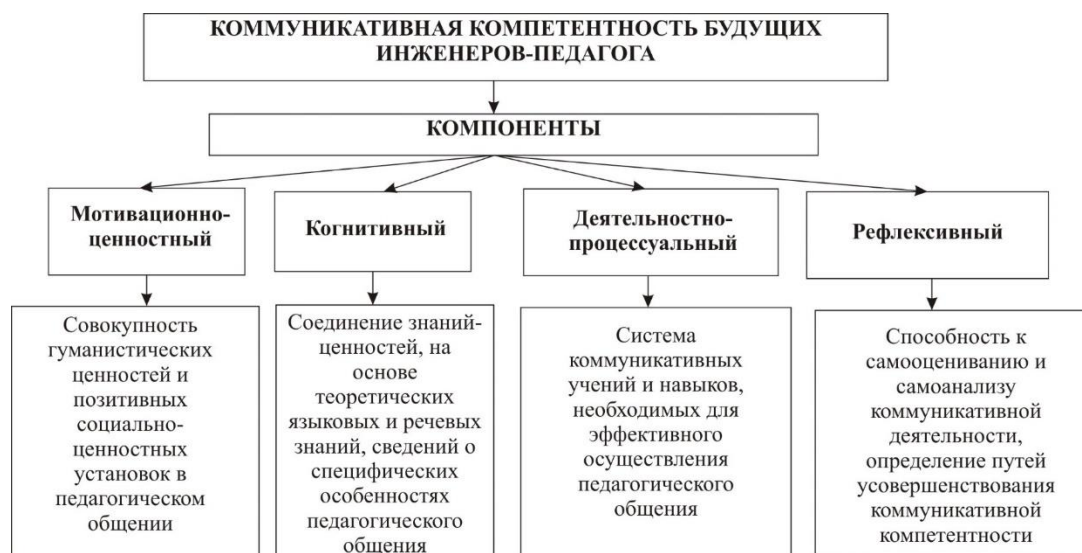 КОММУНИКАТИВНАЯ КОМПЕТЕНТНОСТЬ БУДУЩИХ
ИНЖЕНЕРОВ-ПЕДАГОГА
КОМПОНЕНТЫ
Мотивационно-
ценностный
Когнитивный
Деятельностно-
процессуальный
Рефлексивный
Совокупность
гуманистических
ценностей и
позитивных
социально-
ценностных
установок в
педагогическом
общении
Соединение знаний-
ценностей, на
основе
теоретических
языковых и речевых
знаний, сведений о
специфических
особенностях
педагогического
общения
Система
коммуникативных
учений и навыков,
необходимых для
эффективного
осуществления
педагогического
общения
Способность к
самооцениванию и
самоанализу
коммуникативной
деятельности,
определение путей
усовершенствования
коммуникативной
компетентности